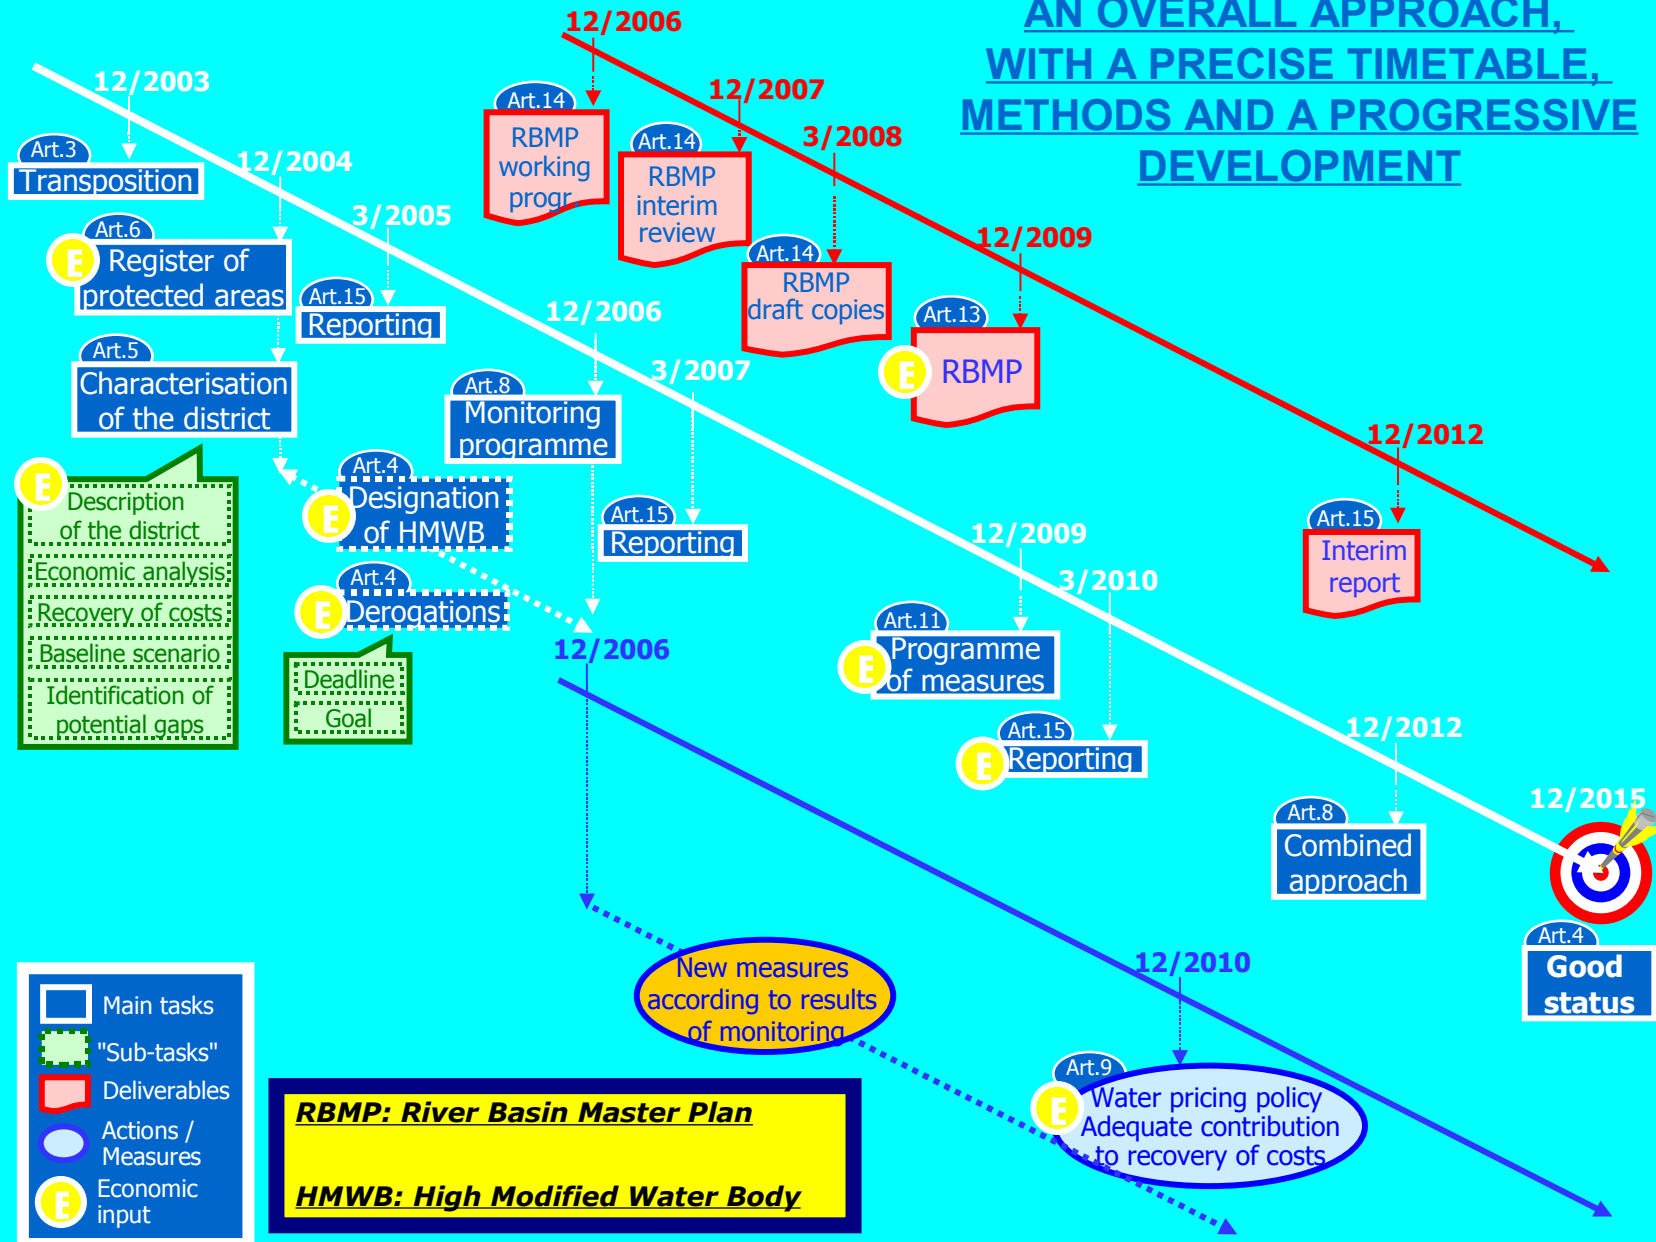 AN OVERALL APPROACH,
WITH A PRECISE TIMETABLE,
METHODS AND A PROGRESSIVE
DEVELOPMENT
12/2006
12/2007
3/2008
12/2009
12/2012
Art.14
RBMP
working
progr.
Art.14
RBMP
interim
review
Art.14
RBMP
draft copies
Art.13
E
RBMP
Art.15
Interim
report
12/2003
Art.3
Transposition
12/2004
Art.6
E
Register of
protected areas
Art.5
Characterisation
of the district
E
Description
of the district
Economic analysis
Recovery of costs
Baseline scenario
Identification of
potential gaps
3/2005
Art.15
Reporting
Art.4
E
Designation
of HMWB
Art.4
E
Derogations
Deadline
Goal
12/2006
Art.8
Monitoring
programme
3/2007
Art.15
Reporting
12/2009
Art.11
E
Programme
of measures
3/2010
Art.15
E
Reporting
12/2012
Art.8
Combined
approach
12/2015
Art.4
Good
status
12/2006
New measures
according to results
of monitoring
12/2010
Art.9
E
Water pricing policy
Adequate contribution
to recovery of costs
Main tasks
"Sub-tasks"
Deliverables
Actions /
Measures
E
Economic
input
RBMP: River Basin Master Plan
HMWB: High Modified Water Body